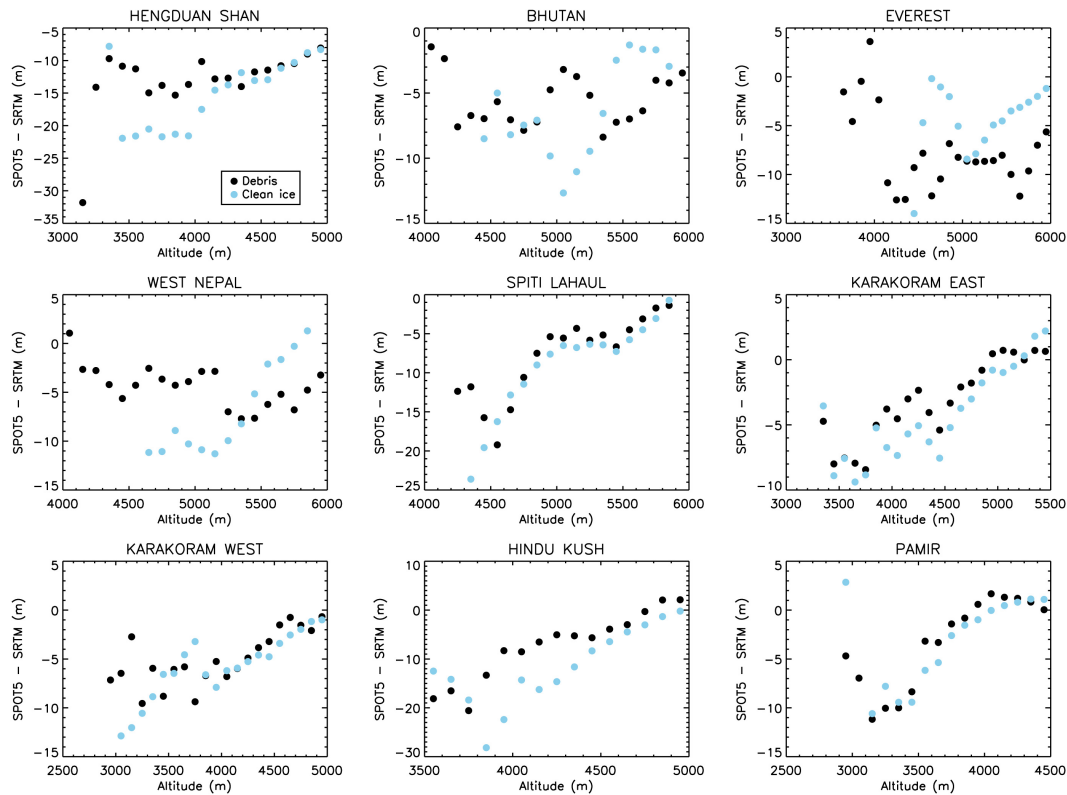 HENGDUAN SHAN
SPOT5 - SRTM (m)
-5
-10
-15
-20
-25
-30
-35
Debris
Clean ice
3000 3500 4000 4500 5000
Altitude (m)
BHUTAN
SPOT5 - SRTM (m)
0
-5
-10
-15
4000 4500 5000 5500 6000
Altitude (m)
EVEREST
SPOT5 - SRTM (m)
5
0
-5
-10
-15
3000 4000 5000 6000
Altitude (m)
WEST NEPAL
SPOT5 - SRTM (m)
5
0
-5
-10
-15
4000 4500 5000 5500 6000
Altitude (m)
SPITI LAHAUL
SPOT5 - SRTM (m)
0
-5
-10
-15
-20
-25
4000 4500 5000 5500 6000
Altitude (m)
KARAKORAM EAST
SPOT5 - SRTM (m)
5
0
-5
-10
3000 3500 4000 4500 5000 5500
Altitude (m)
KARAKORAM WEST
SPOT5 - SRTM (m)
5
0
-5
-10
-15
2500 3000 3500 4000 4500 5000
Altitude (m)
HINDU KUSH
SPOT5 - SRTM (m)
10
0
-10
-20
-30
3500 4000 4500 5000
Altitude (m)
PAMIR
SPOT5 - SRTM (m)
5
0
-5
-10
-15
2500 3000 3500 4000 4500
Altitude (m)